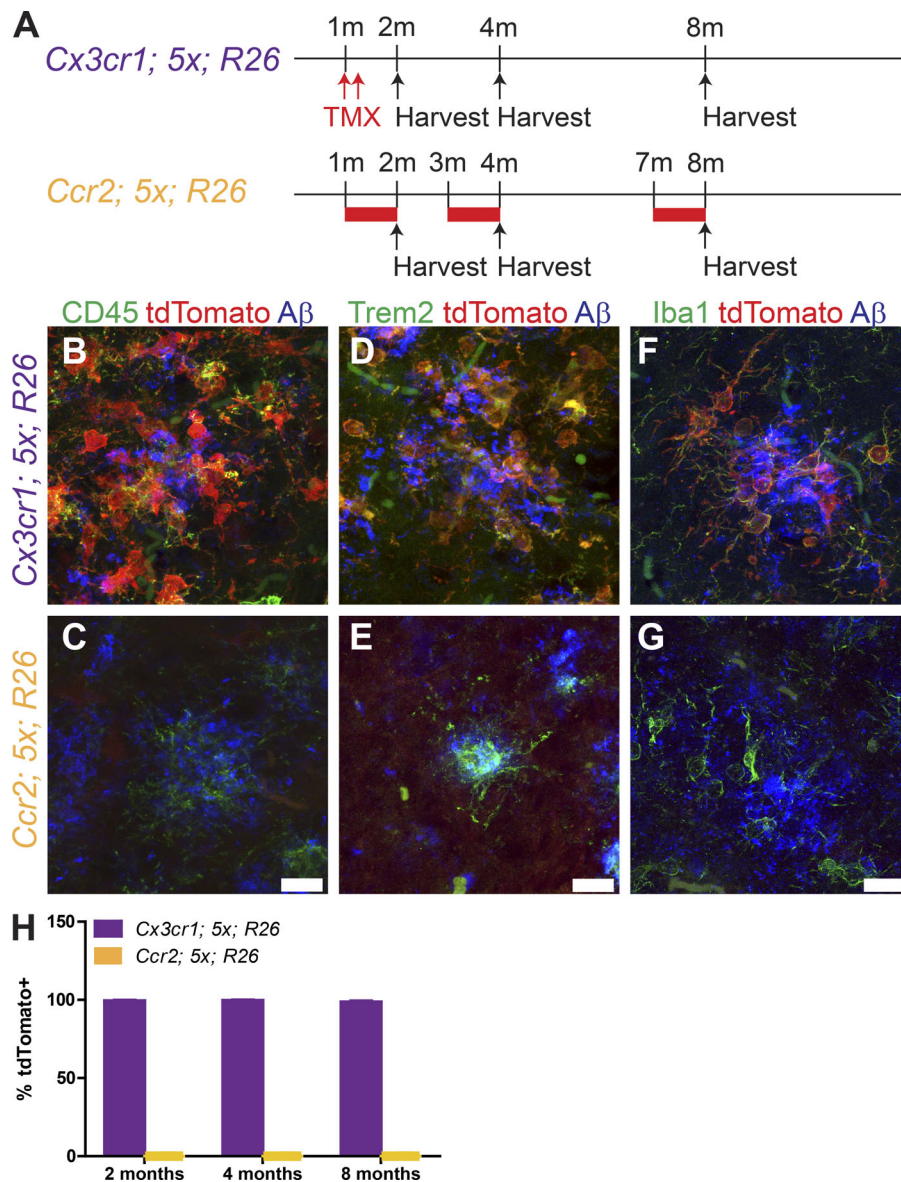 A
Cx3cr1; 5x; R26
1m 2m 4m 8m
TMX
Harvest Harvest Harvest
Ccr2; 5x; R26
1m 2m 3m 4m 7m 8m
Harvest Harvest Harvest
CD45 tdTomato Aβ
Trem2 tdTomato Aβ
Iba1 tdTomato Aβ
Cx3cr1; 5x; R26
B
D
F
Ccr2; 5x; R26
C
E
G
H
% tdTomato+
150
100
50
0
Cx3cr1; 5x; R26
Ccr2; 5x; R26
2 months 4 months 8 months